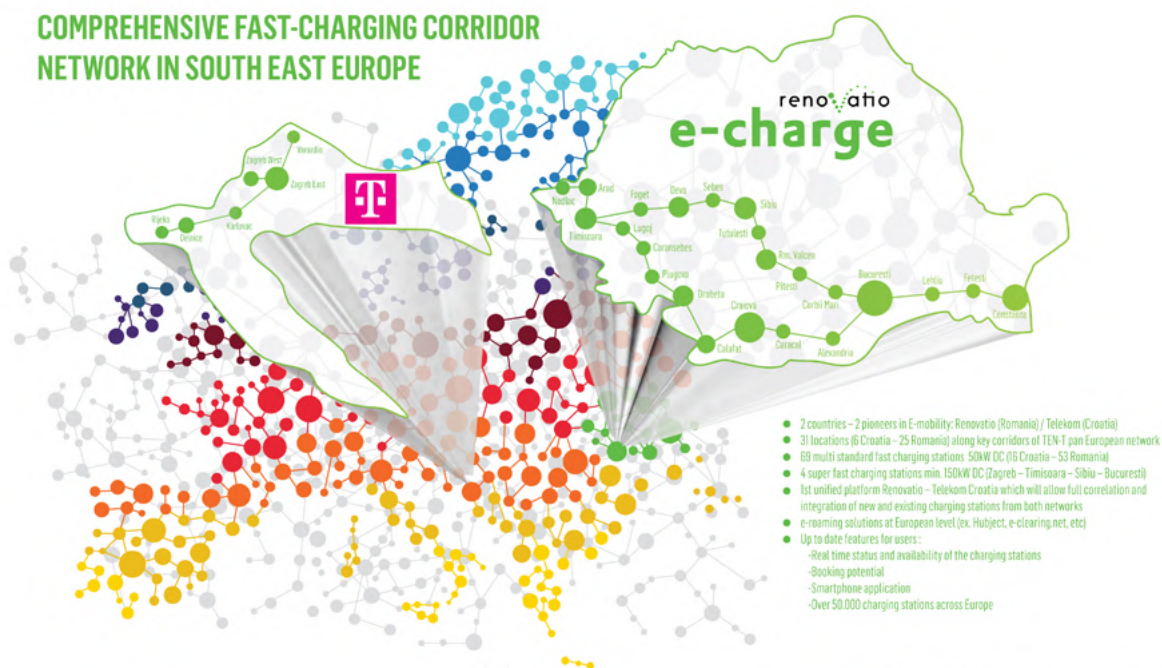 COMPREHENSIVE FAST-CHARGING CORRIDOR
NETWORK IN SOUTH EAST EUROPE
renovatio
e-charge
Varazdin
Zagreb West
Zagreb East
T
Rijeka
Delnice
Karlovac
Nadlac
Arad
Timisoara
Faget
Deva
Sebes
Sibiu
Lugoj
Tutulesti
Caransebes
Rm. Valcea
Plugova
Pitesti
Bucuresti
Drobeta
Craiova
Corbii Mari
Lehliu
Fetesti
Constanta
Calafat
Caracal
Alexandria
● 2 countries – 2 pioneers in E-mobility: Renovatio (Romania) / Telekom (Croatia)
● 31 locations (6 Croatia – 25 Romania) along key corridors of TEN-T pan European network
● 69 multi standard fast charging stations 50kW DC (16 Croatia – 53 Romania)
● 4 super fast charging stations min. 150kW DC (Zagreb – Timisoara – Sibiu – Bucuresti)
● 1st unified platform Renovatio – Telekom Croatia which will allow full correlation and
integration of new and existing charging stations from both networks
● e-roaming solutions at European level (ex. Hubject, e-clearing.net, etc)
● Up to date features for users :
-Real time status and availability of the charging stations
-Booking potential
-Smartphone application
-Over 50.000 charging stations across Europe